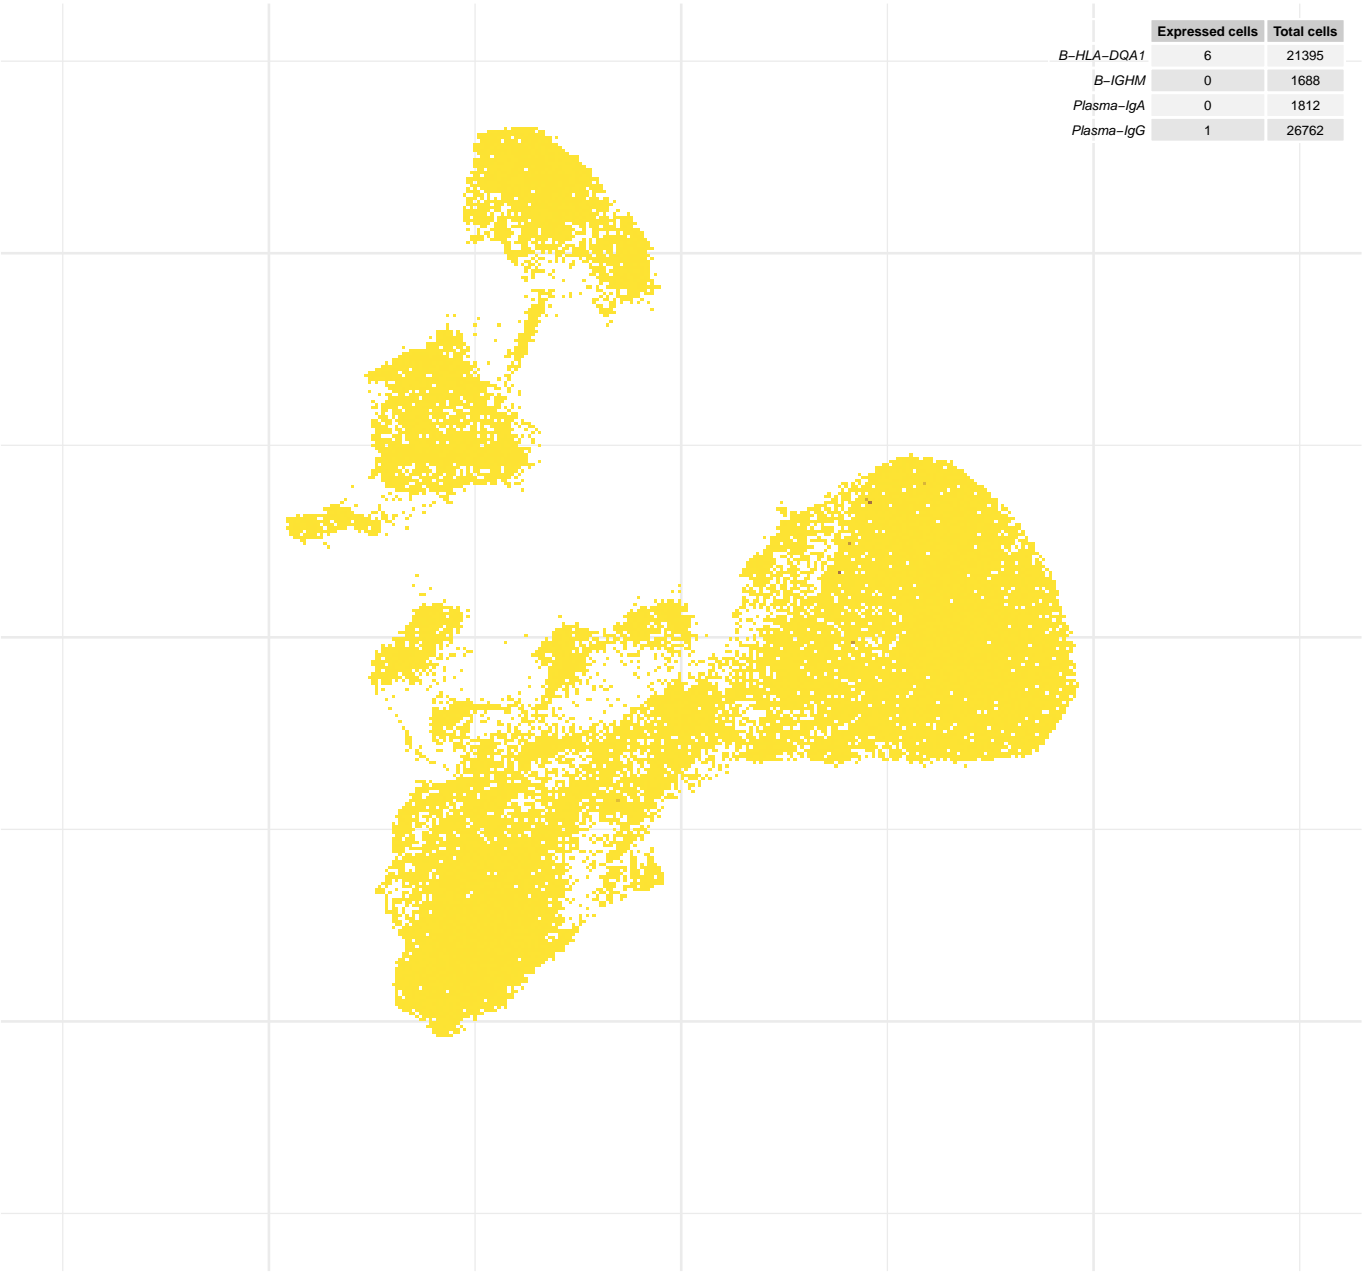 Expressed cells Total cells
B−HLA−DQA1 6 21395
B−IGHM 0 1688
Plasma−IgA 0 1812
Plasma−IgG 1 26762